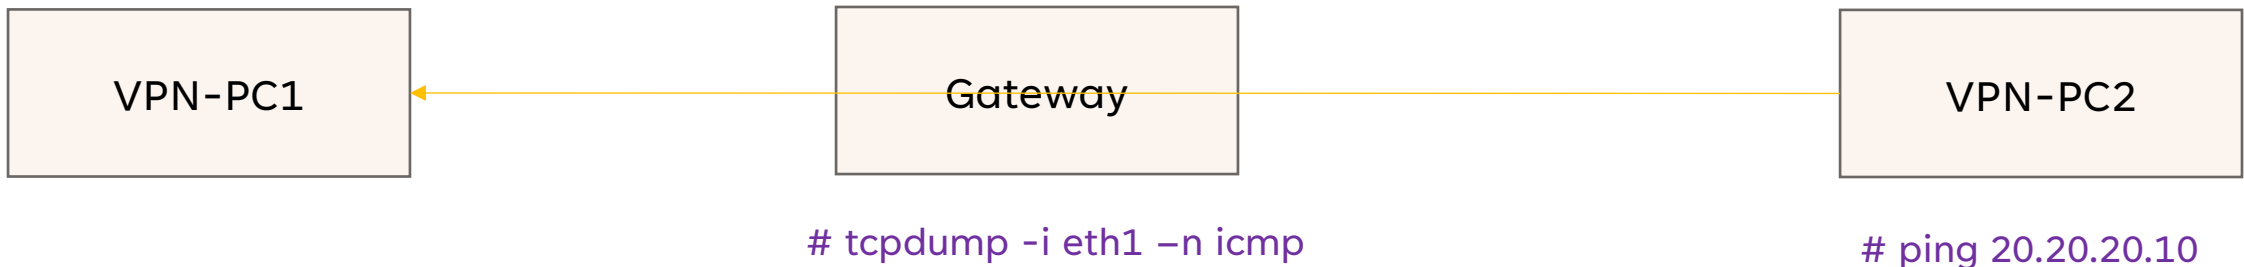 VPN-PC1
Gateway
VPN-PC2
# tcpdump -i eth1 –n icmp
# ping 20.20.20.10